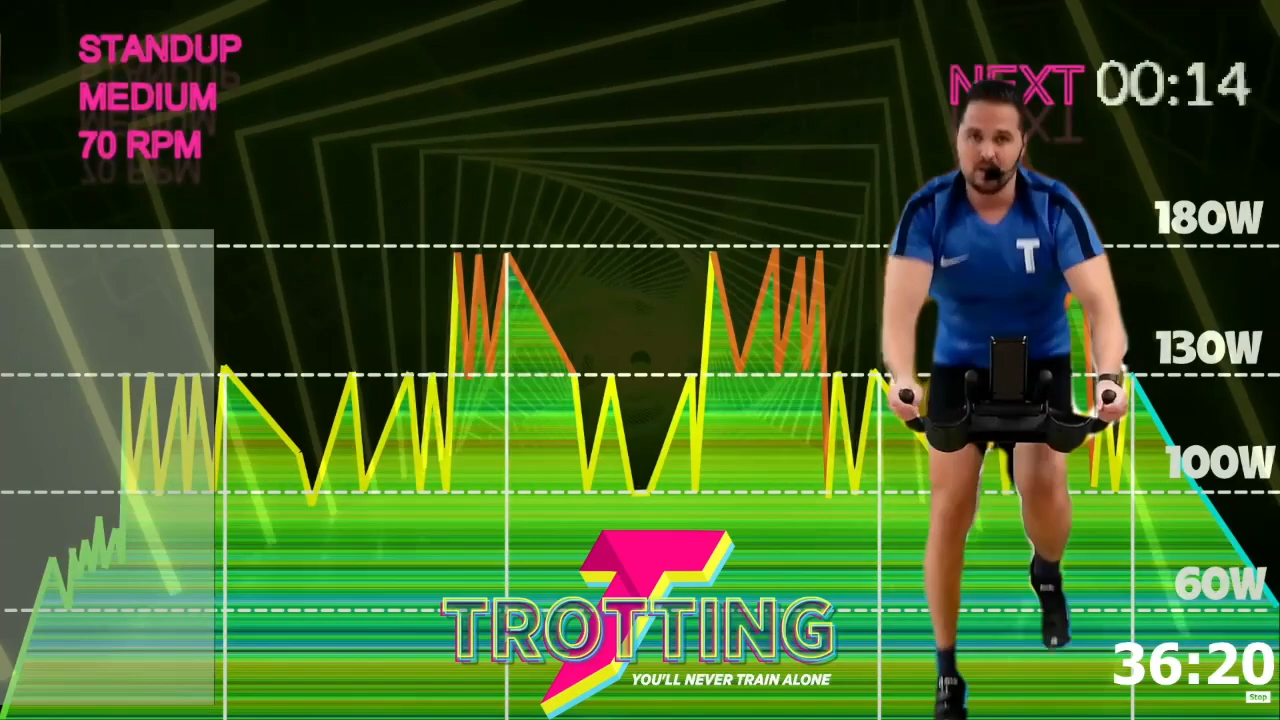 STANDUP
MEDIUM
70 RPM
NEXT 00:14
180W
130W
100W
60W
T
TROTTING
YOU'LL NEVER TRAIN ALONE
36:20
Stop